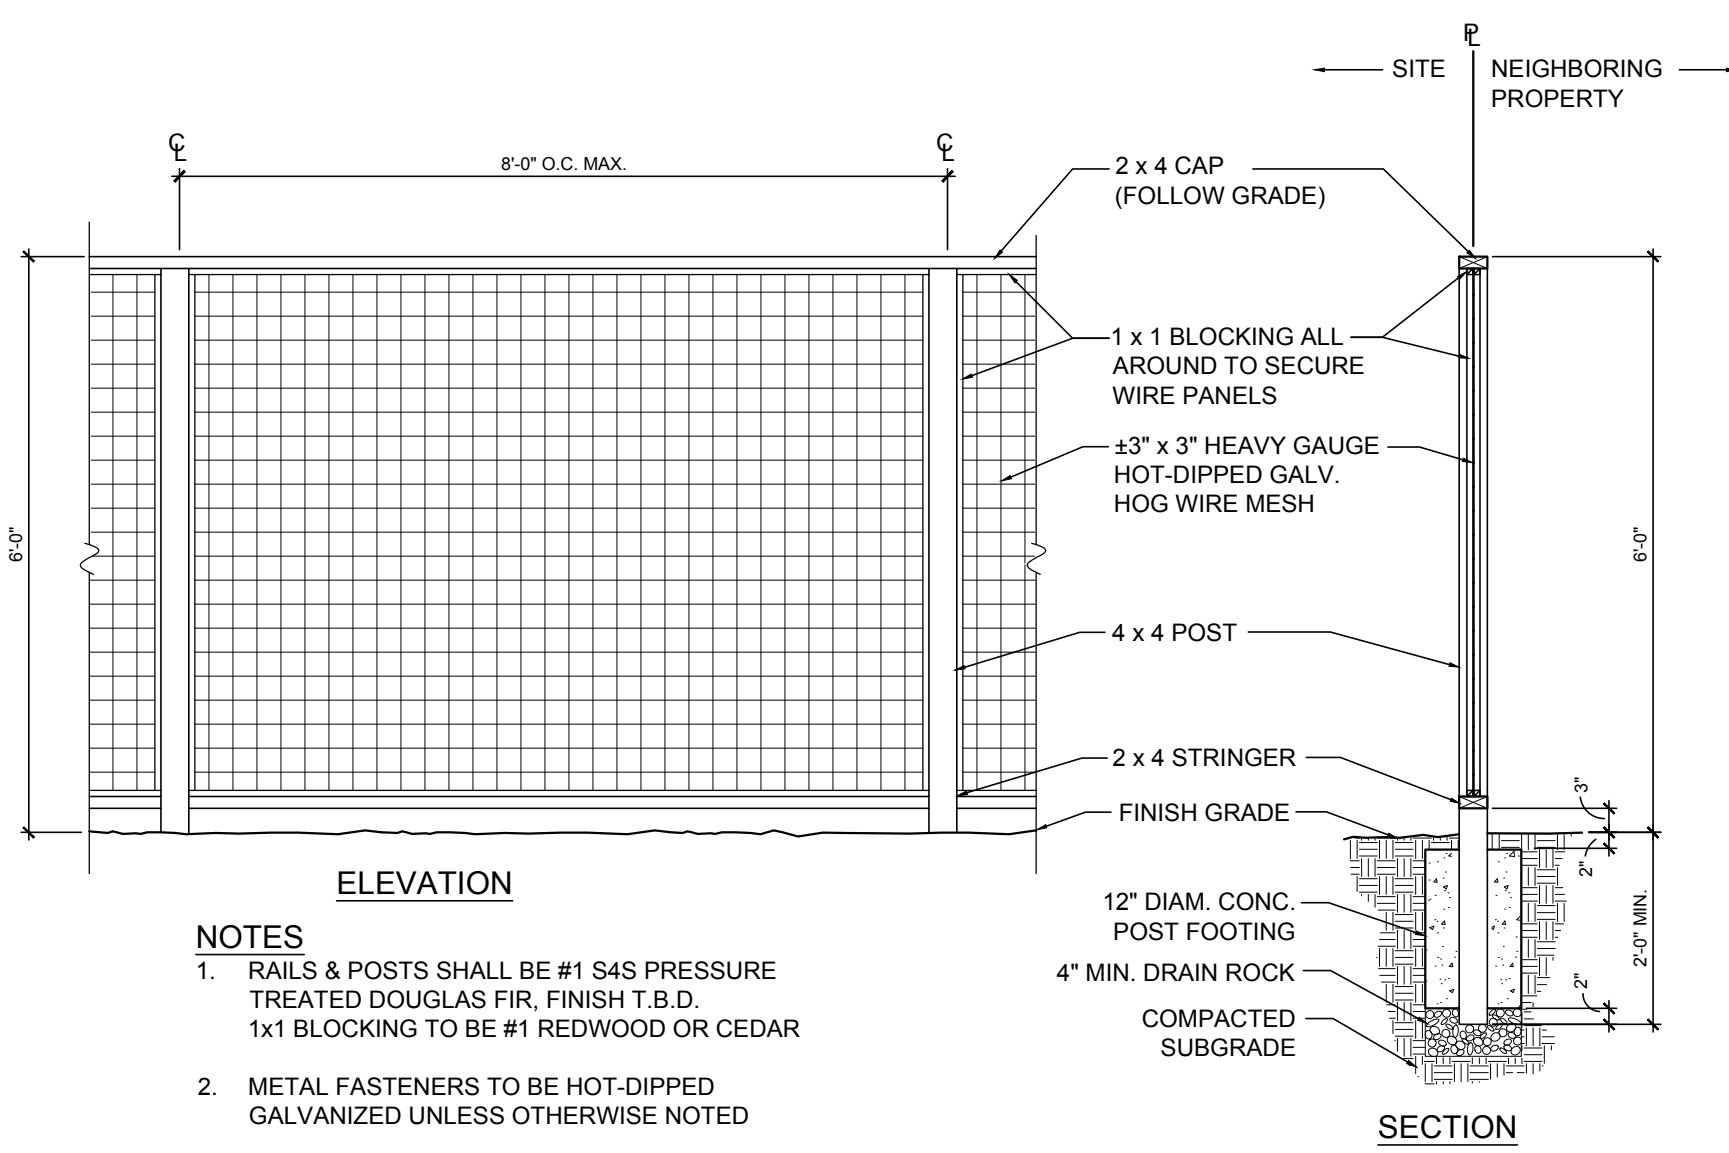 ℄
℄
8'-0" O.C. MAX.
6'-0"
ELEVATION
NOTES
1. RAILS & POSTS SHALL BE #1 S4S PRESSURE
TREATED DOUGLAS FIR, FINISH T.B.D.
1x1 BLOCKING TO BE #1 REDWOOD OR CEDAR
2. METAL FASTENERS TO BE HOT-DIPPED
GALVANIZED UNLESS OTHERWISE NOTED
PL
SITE
NEIGHBORING
PROPERTY
2 x 4 CAP
(FOLLOW GRADE)
1 x 1 BLOCKING ALL
AROUND TO SECURE
WIRE PANELS
±3" x 3" HEAVY GAUGE
HOT-DIPPED GALV.
HOG WIRE MESH
4 x 4 POST
2 x 4 STRINGER
FINISH GRADE
12" DIAM. CONC.
POST FOOTING
4" MIN. DRAIN ROCK
COMPACTED
SUBGRADE
6'-0"
3"
2"
2'-0" MIN.
2"
SECTION